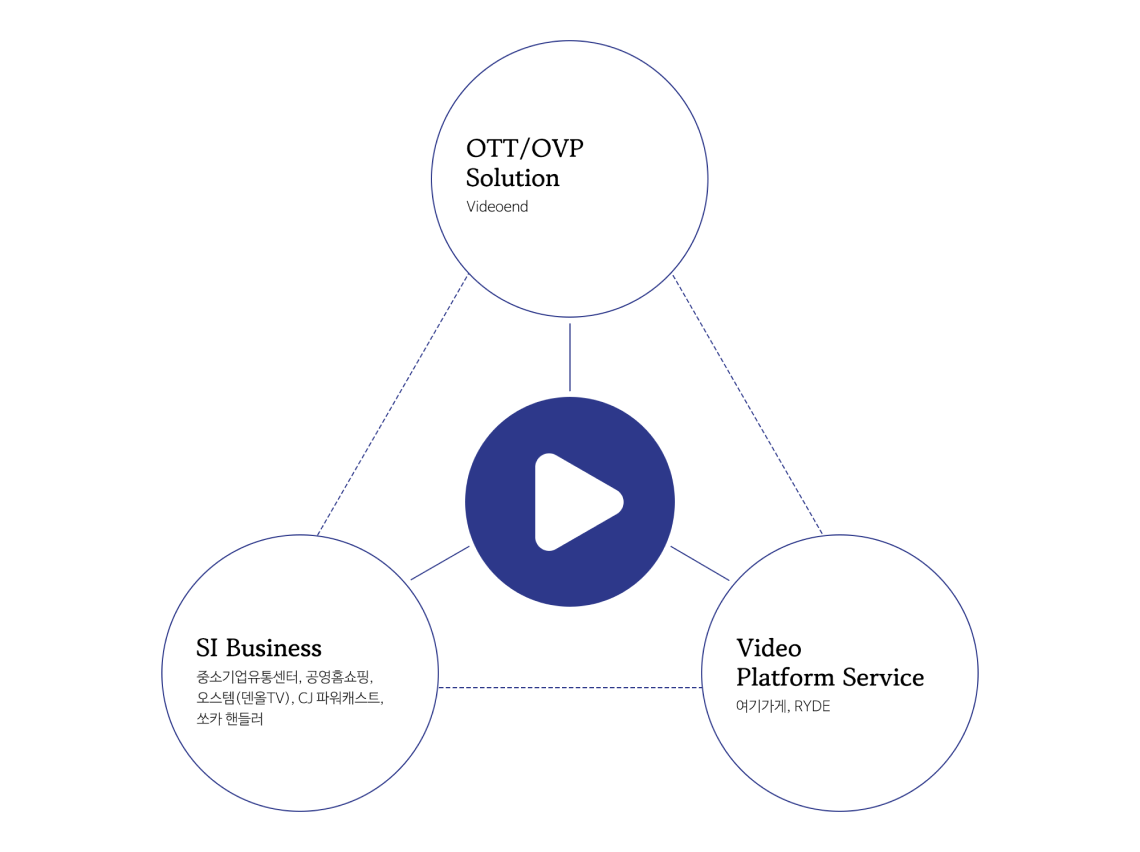 OTT/OVP
Solution
Videoend
SI Business
중소기업유통센터, 공영홈쇼핑,
오스템(덴올TV), CJ 파워캐스트,
쏘카 핸들러
Video
Platform Service
여기가게, RYDE